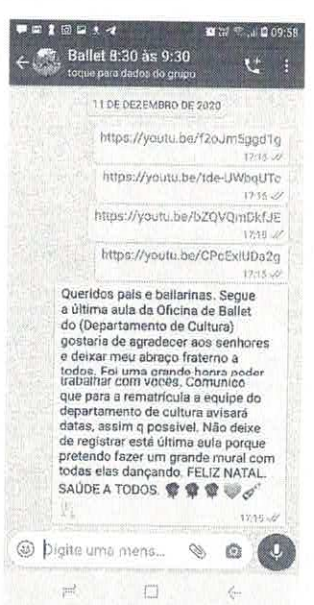 09:58
Ballet 8:30 às 9:30
toque para dados do grupo
11 DE DEZEMBRO DE 2020
https://youtu.be/f2oJm5ggd1g
17:15
https://youtu.be/tde-UWbqUTc
17:15
https://youtu.be/bZQVQmDkfJE
17:15
https://youtu.be/CPcExiUDa2g
17:15
Queridos pais e bailarinas. Segue
a última aula da Oficina de Ballet
do (Departamento de Cultura)
gostaria de agradecer aos senhores
e deixar meu abraço fraterno a
todos. Foi uma grande honra poder
trabalhar com vocês. Comunico
que para a rematrícula a equipe do
departamento de cultura avisará
datas, assim q possivel. Não deixe
de registrar está última aula porque
pretendo fazer um grande mural com
todas elas dançando. FELIZ NATAL.
SAÚDE A TODOS.
17:15
Digite uma mens...